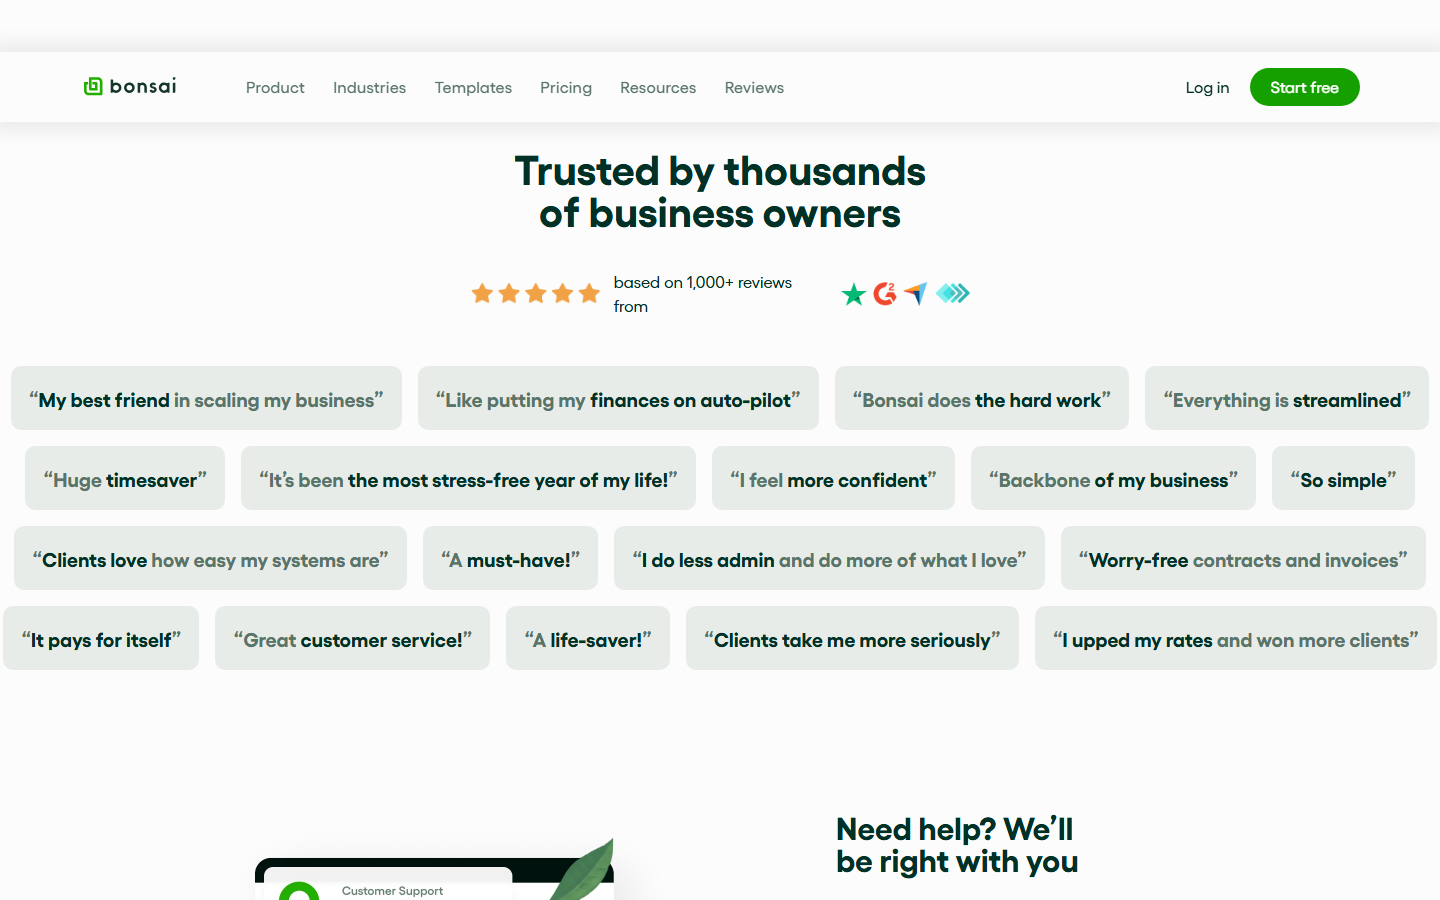 bonsai Product Industries Templates Pricing Resources Reviews Log in Start free
Trusted by thousands
of business owners
based on 1,000+ reviews
from
“My best friend in scaling my business” “Like putting my finances on auto-pilot” “Bonsai does the hard work” “Everything is streamlined”
“Huge timesaver” “It’s been the most stress-free year of my life!” “I feel more confident” “Backbone of my business” “So simple”
“Clients love how easy my systems are” “A must-have!” “I do less admin and do more of what I love” “Worry-free contracts and invoices”
“It pays for itself” “Great customer service!” “A life-saver!” “Clients take me more seriously” “I upped my rates and won more clients”
Need help? We’ll
be right with you
Customer Support